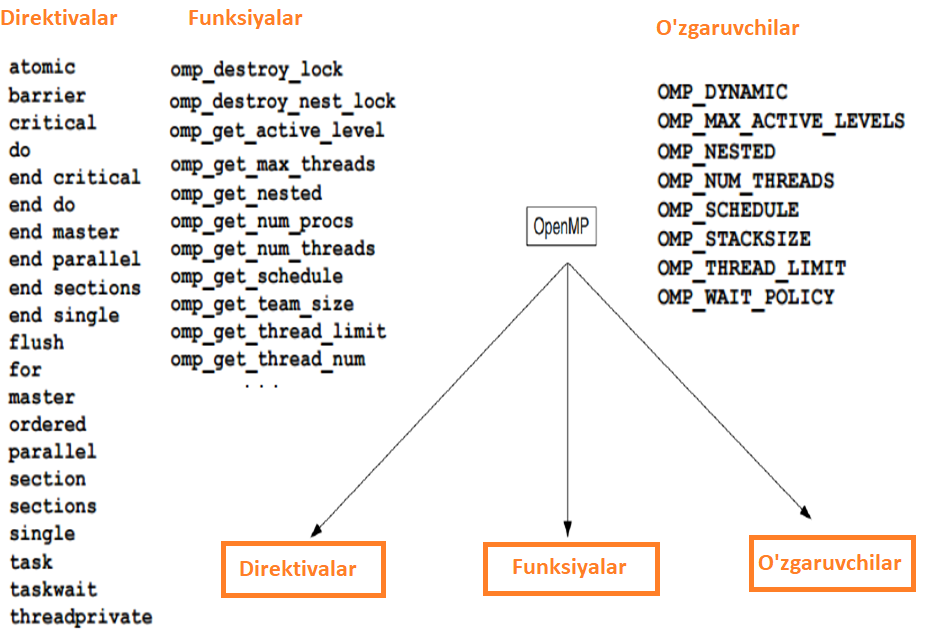 Direktivalar
atomic
barrier
critical
do
end critical
end do
end master
end parallel
end sections
end single
flush
for
master
ordered
parallel
section
sections
single
task
taskwait
threadprivate
Funksiyalar
omp_destroy_lock
omp_destroy_nest_lock
omp_get_active_level
omp_get_max_threads
omp_get_nested
omp_get_num_procs
omp_get_num_threads
omp_get_schedule
omp_get_team_size
omp_get_thread_limit
omp_get_thread_num
. . .
O'zgaruvchilar
OMP_DYNAMIC
OMP_MAX_ACTIVE_LEVELS
OMP_NESTED
OMP_NUM_THREADS
OMP_SCHEDULE
OMP_STACKSIZE
OMP_THREAD_LIMIT
OMP_WAIT_POLICY
OpenMP
Direktivalar
Funksiyalar
O'zgaruvchilar